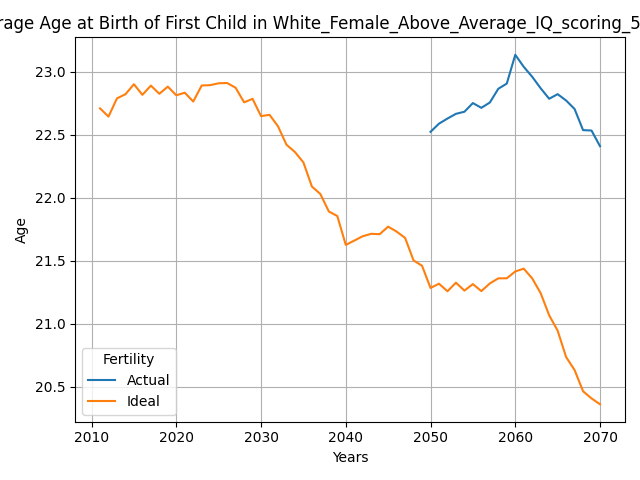 rage Age at Birth of First Child in White_Female_Above_Average_IQ_scoring_5
23.0
22.5
22.0
21.5
21.0
20.5
Age
Fertility
Actual
Ideal
2010 2020 2030 2040 2050 2060 2070
Years